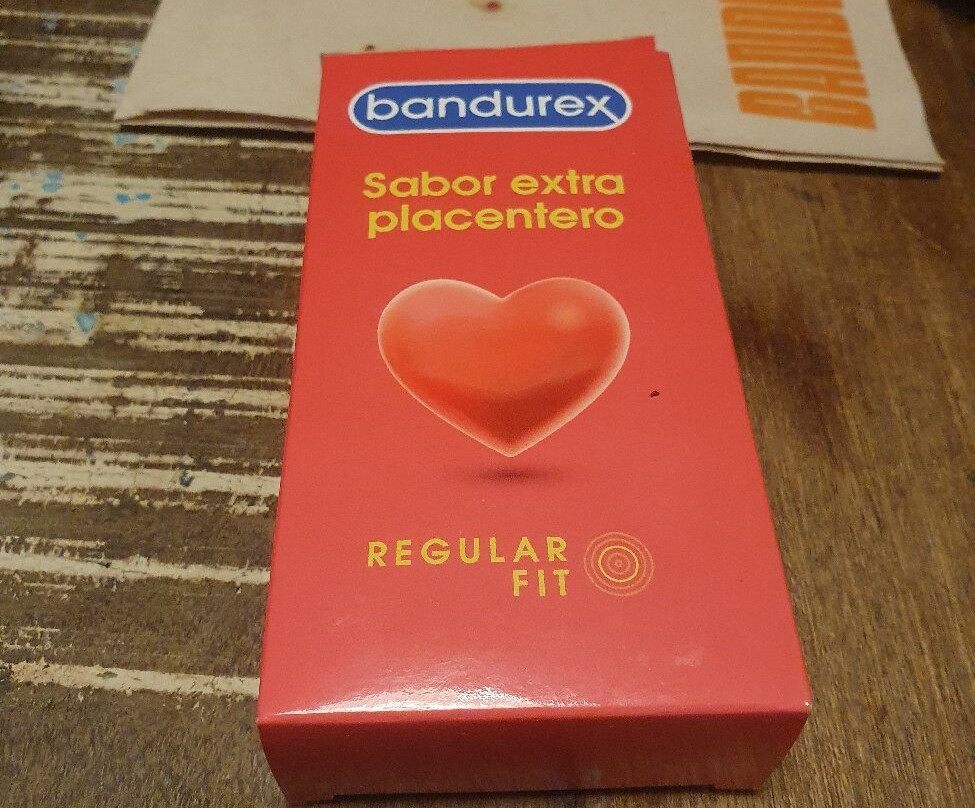 bandurex
Sabor extra
placentero
REGULAR
FIT